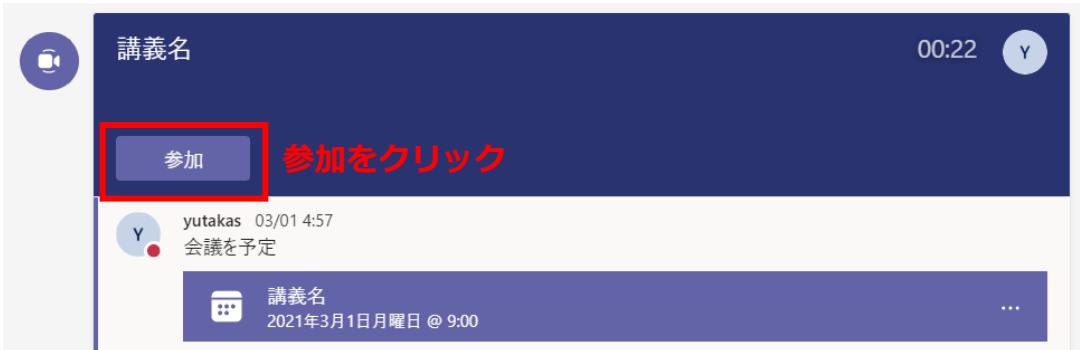 講義名
00:22
Y
参加
参加をクリック
Y
yutakas 03/01 4:57
会議を予定
講義名
2021年3月1日月曜日 @ 9:00
...